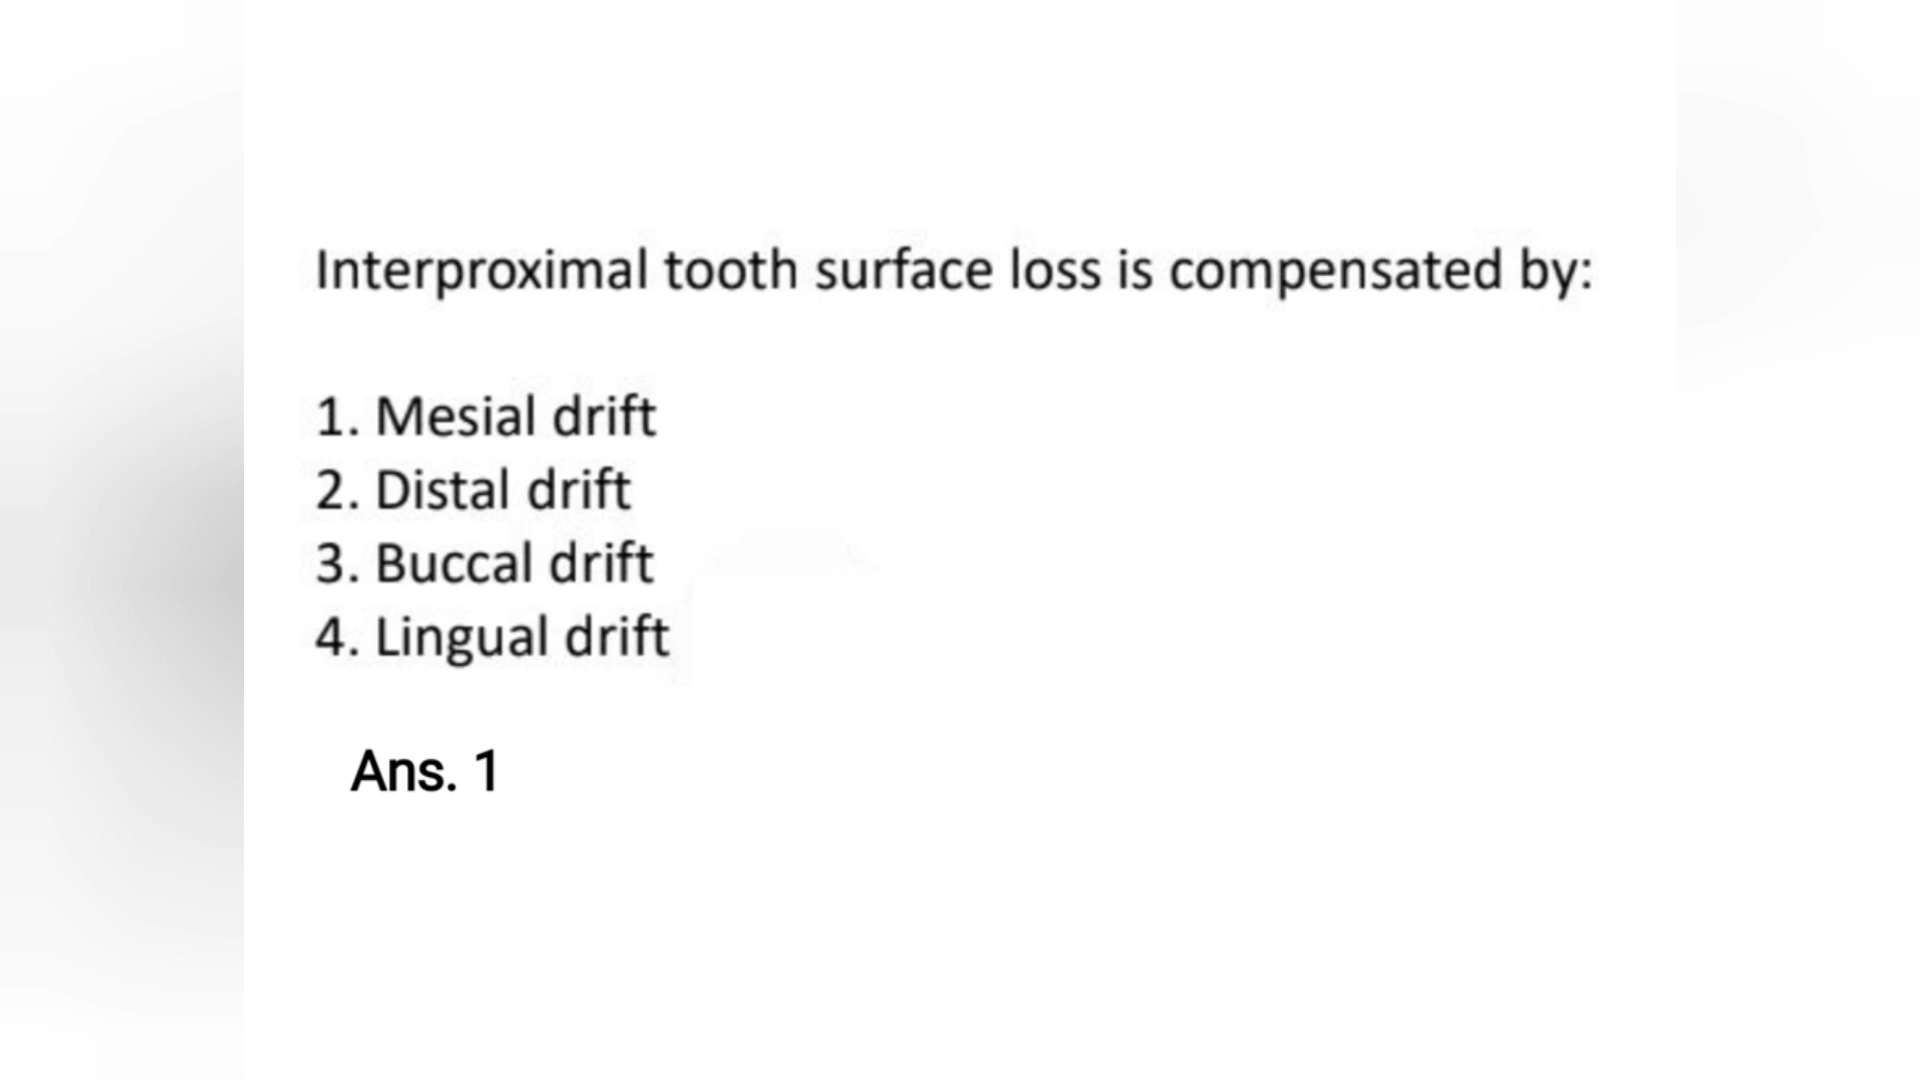 Interproximal tooth surface loss is compensated by:
1. Mesial drift
2. Distal drift
3. Buccal drift
4. Lingual drift
Ans. 1